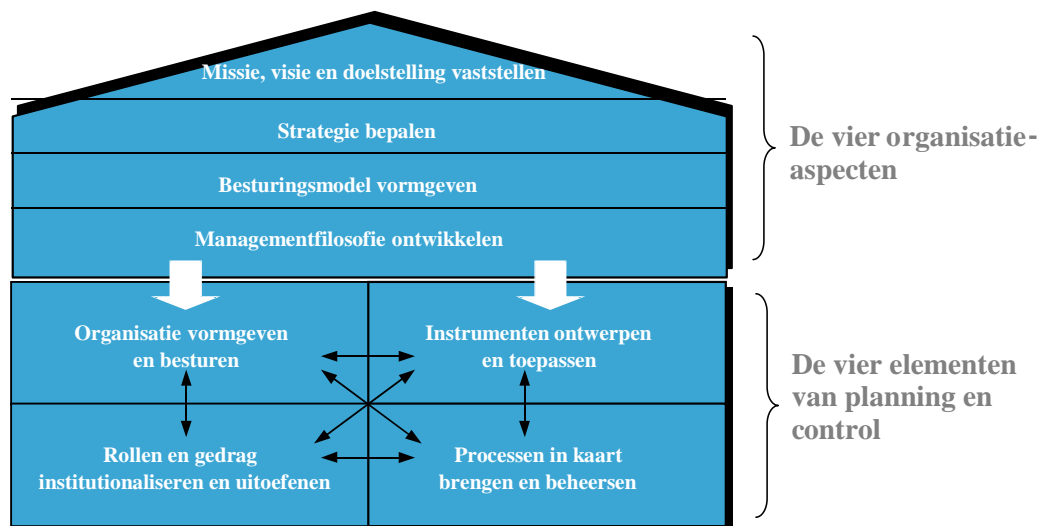 Missie, visie en doelstelling vaststellen
Strategie bepalen
Besturingsmodel vormgeven
Managementfilosofie ontwikkelen
De vier organisatie-
aspecten
Organisatie vormgeven
en besturen
Instrumenten ontwerpen
en toepassen
Rollen en gedrag
institutionaliseren en uitoefenen
Processen in kaart
brengen en beheersen
De vier elementen
van planning en
control